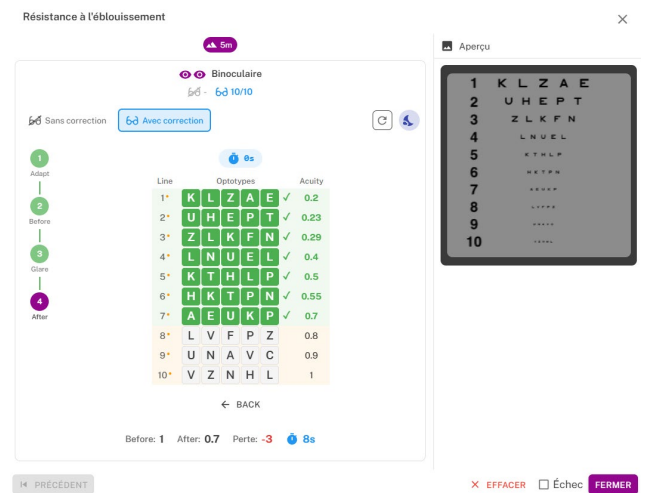 Résistance à l'éblouissement
5m
Aperçu
Binoculaire
- 10/10
Sans correction
Avec correction
0s
1
Adapt
2
Before
3
Glare
4
After
Line Optotypes Acuity
1* K L Z A E ✓ 0.2
2* U H E P T ✓ 0.23
3* Z L K F N ✓ 0.29
4* L N U E L ✓ 0.4
5* K T H L P ✓ 0.5
6* H K T P N ✓ 0.55
7* A E U K P ✓ 0.7
8* L V F P Z 0.8
9* U N A V C 0.9
10* V Z N H L 1
← BACK
Before: 1 After: 0.7 Perte: -3 8s
1 K L Z A E
2 U H E P T
3 Z L K F N
4 L N U E L
5 K T H L P
6 H K T P N
7 A E U K P
8
9
10
PRÉCÉDENT
EFFACER
Échec
FERMER